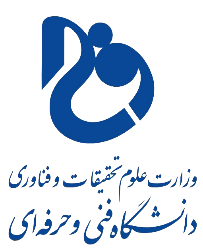 وزارت علوم تحقیقات و فناوری
دانشگاه فنی و حرفه‌ای